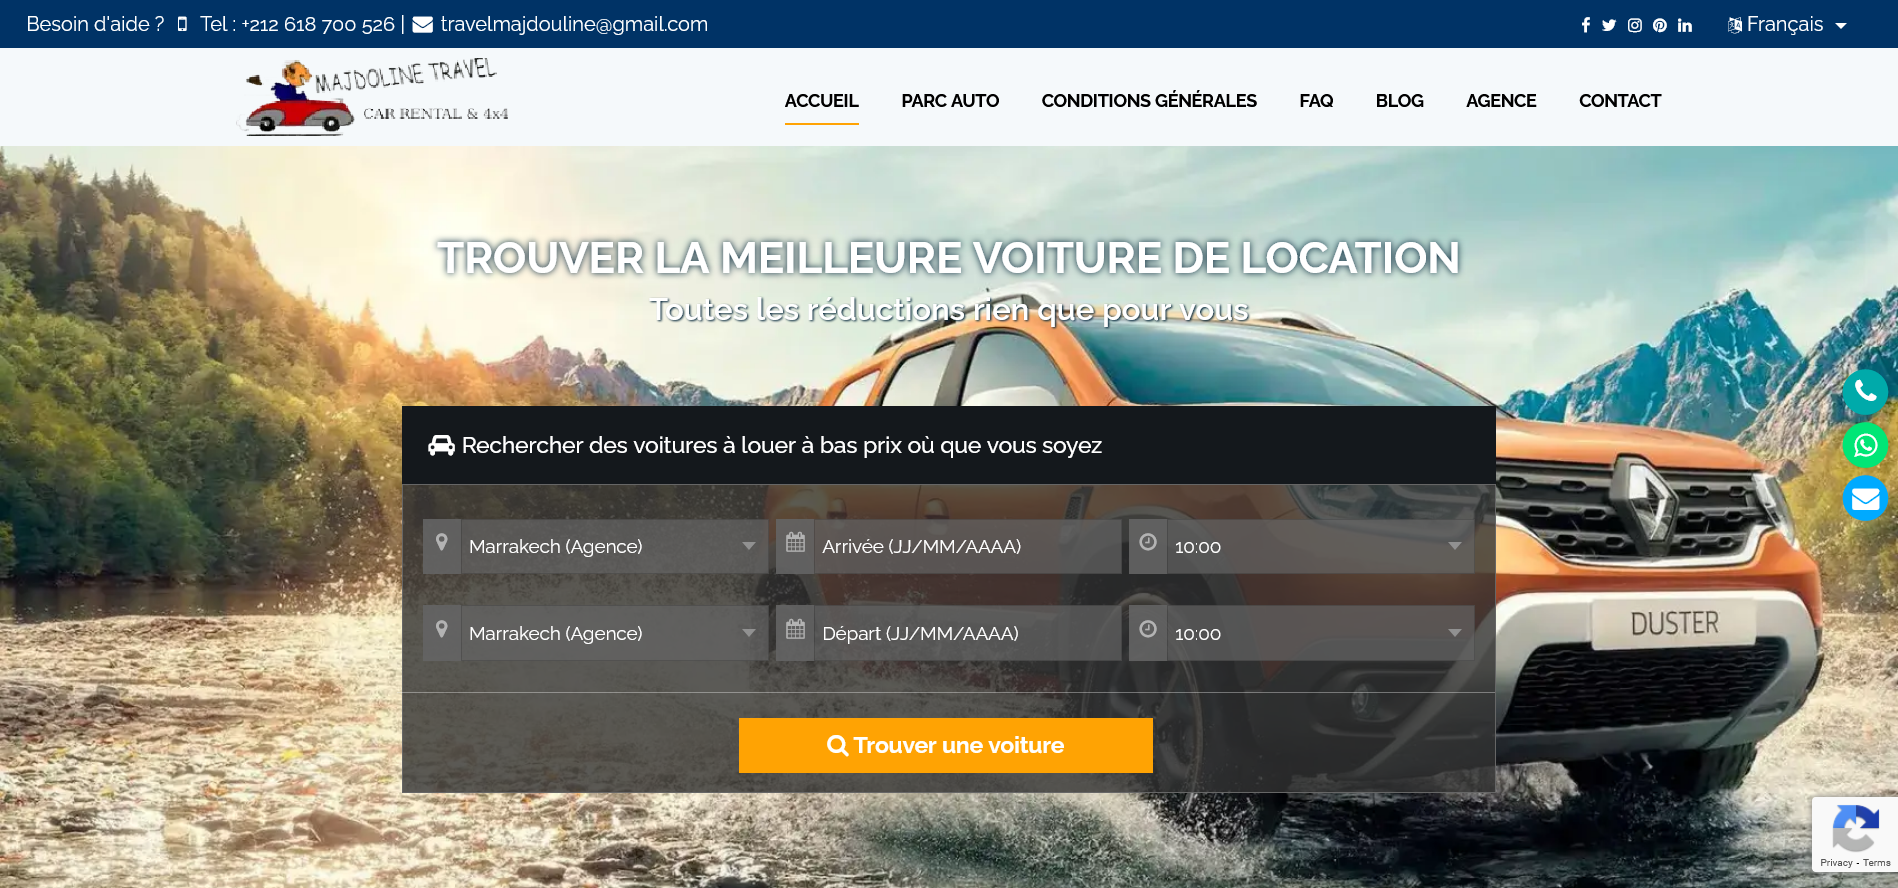 Besoin d'aide ? Tel : +212 618 700 526 | travelmajdouline@gmail.com
Français
MAJDOLINE TRAVEL
CAR RENTAL & 4x4
ACCUEIL PARC AUTO CONDITIONS GÉNÉRALES FAQ BLOG AGENCE CONTACT
TROUVER LA MEILLEURE VOITURE DE LOCATION
Toutes les réductions rien que pour vous
Rechercher des voitures à louer à bas prix où que vous soyez
Marrakech (Agence) Arrivée (JJ/MM/AAAA) 10:00
Marrakech (Agence) Départ (JJ/MM/AAAA) 10:00
DUSTER
Trouver une voiture
Privacy - Terms